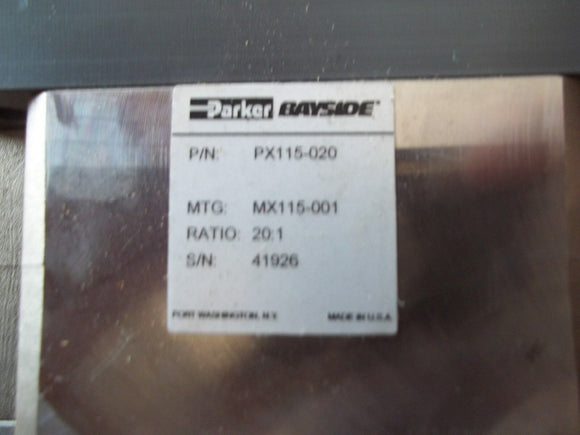 Parker BAYSIDE
P/N: PX115-020
MTG: MX115-001
RATIO: 20:1
S/N: 41926
PORT WASHINGTON, N.Y. MADE IN U.S.A.